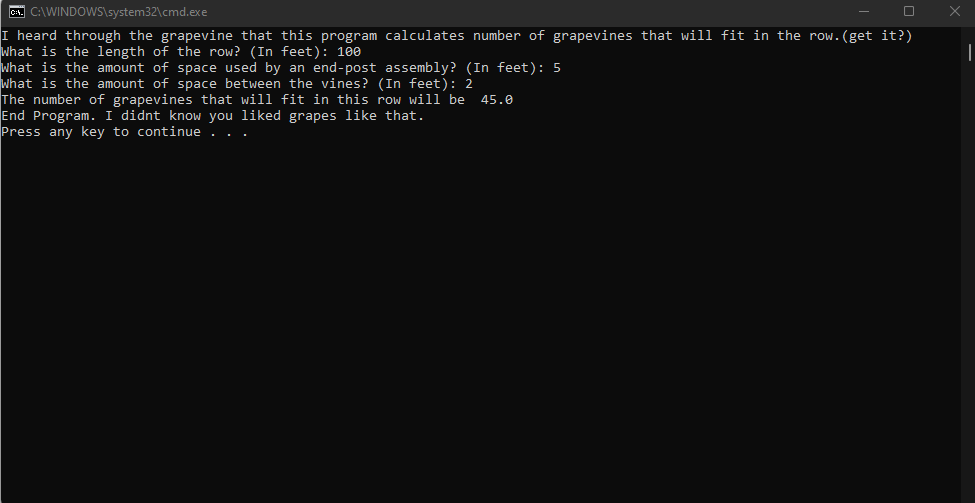 C:\WINDOWS\system32\cmd.exe
I heard through the grapevine that this program calculates number of grapevines that will fit in the row.(get it?)
What is the length of the row? (In feet): 100
What is the amount of space used by an end-post assembly? (In feet): 5
What is the amount of space between the vines? (In feet): 2
The number of grapevines that will fit in this row will be  45.0
End Program. I didnt know you liked grapes like that.
Press any key to continue . . .